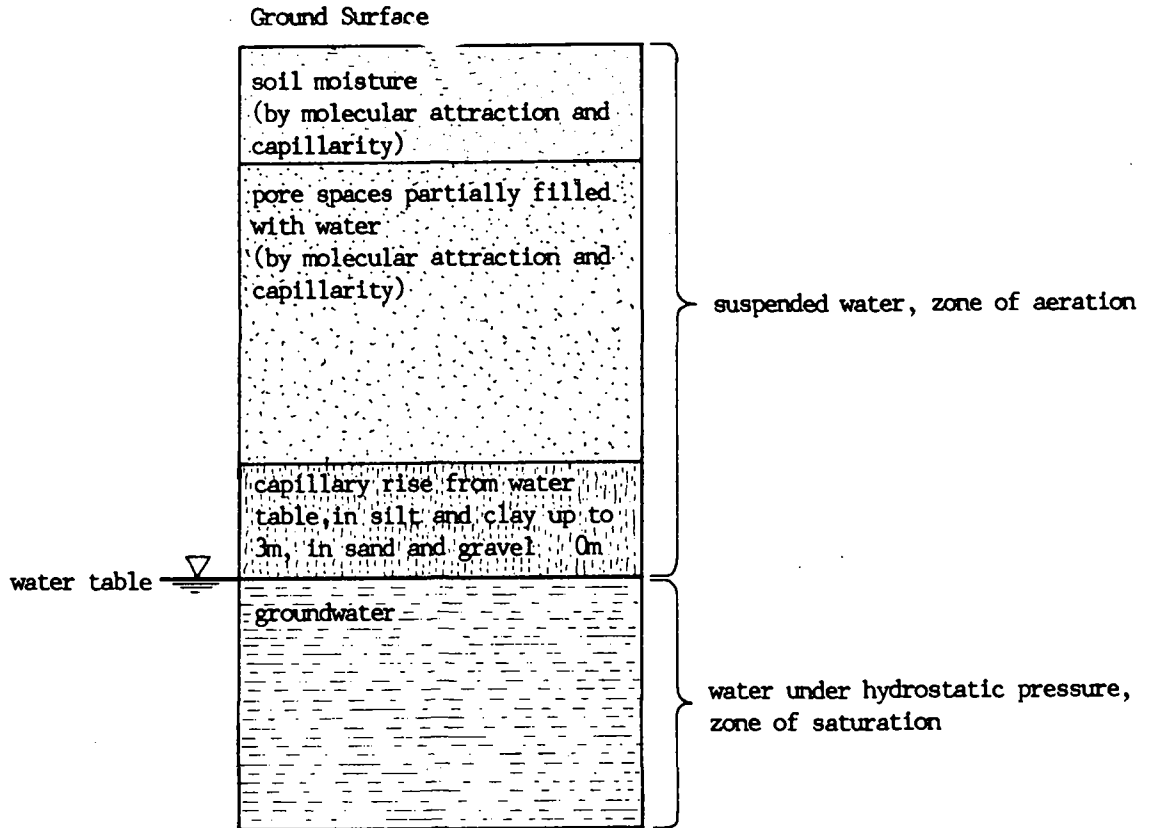 Ground Surface
soil moisture
(by molecular attraction and
capillarity)
pore spaces partially filled
with water
(by molecular attraction and
capillarity)
suspended water, zone of aeration
capillary rise from water
table, in silt and clay up to
3m, in sand and gravel 0m
water table
groundwater
water under hydrostatic pressure,
zone of saturation